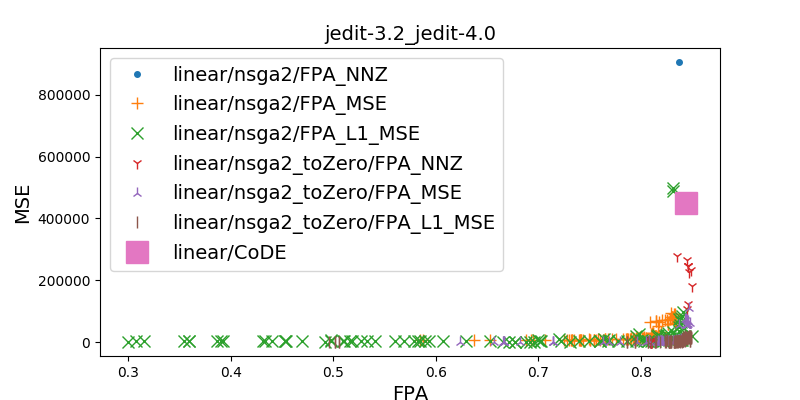 jedit-3.2_jedit-4.0
linear/nsga2/FPA_NNZ
linear/nsga2/FPA_MSE
linear/nsga2/FPA_L1_MSE
linear/nsga2_toZero/FPA_NNZ
linear/nsga2_toZero/FPA_MSE
linear/nsga2_toZero/FPA_L1_MSE
linear/CoDE
MSE
800000
600000
400000
200000
0
0.3 0.4 0.5 0.6 0.7 0.8
FPA